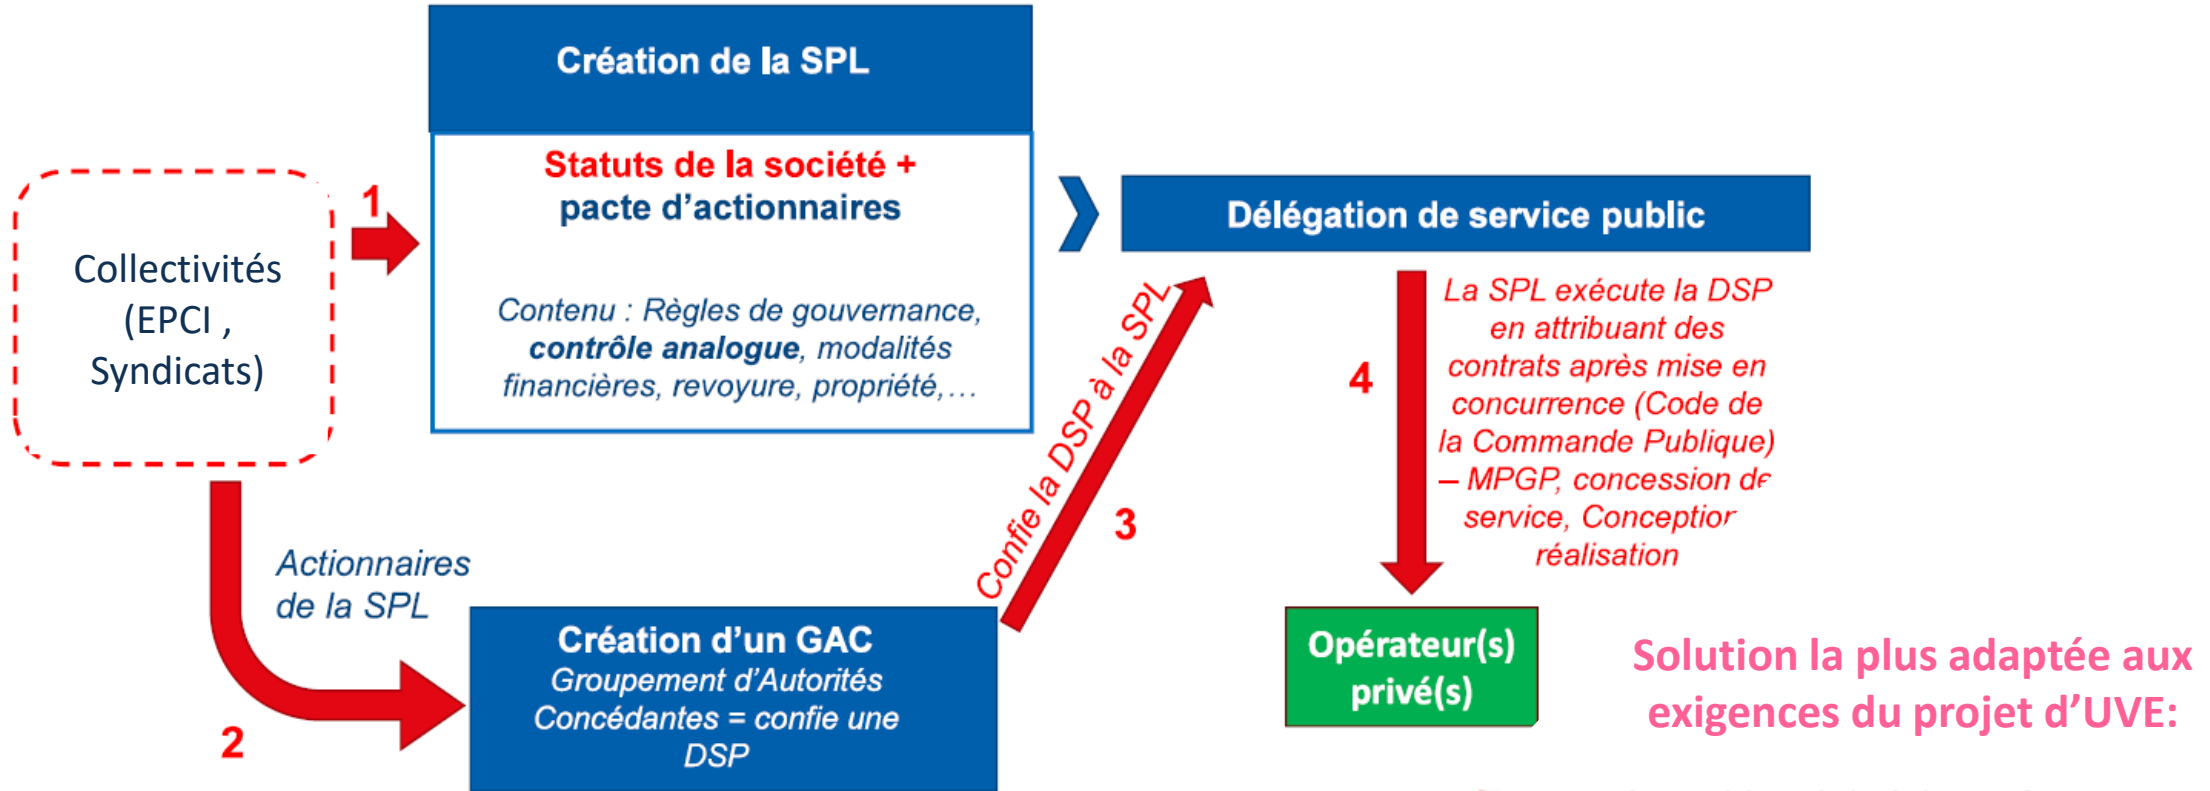 Création de la SPL
Statuts de la société +
pacte d'actionnaires
Contenu : Règles de gouvernance,
contrôle analogue, modalités
financières, revoyure, propriété,…
Collectivités
(EPCI ,
Syndicats)
1
Délégation de service public
La SPL exécute la DSP
en attribuant des
contrats après mise en
concurrence (Code de
la Commande Publique)
– MPGP, concession de
service, Conception
réalisation
4
Confie la DSP à la SPL
3
Actionnaires
de la SPL
2
Création d'un GAC
Groupement d'Autorités
Concédantes = confie une
DSP
Opérateur(s)
privé(s)
Solution la plus adaptée aux
exigences du projet d'UVE: